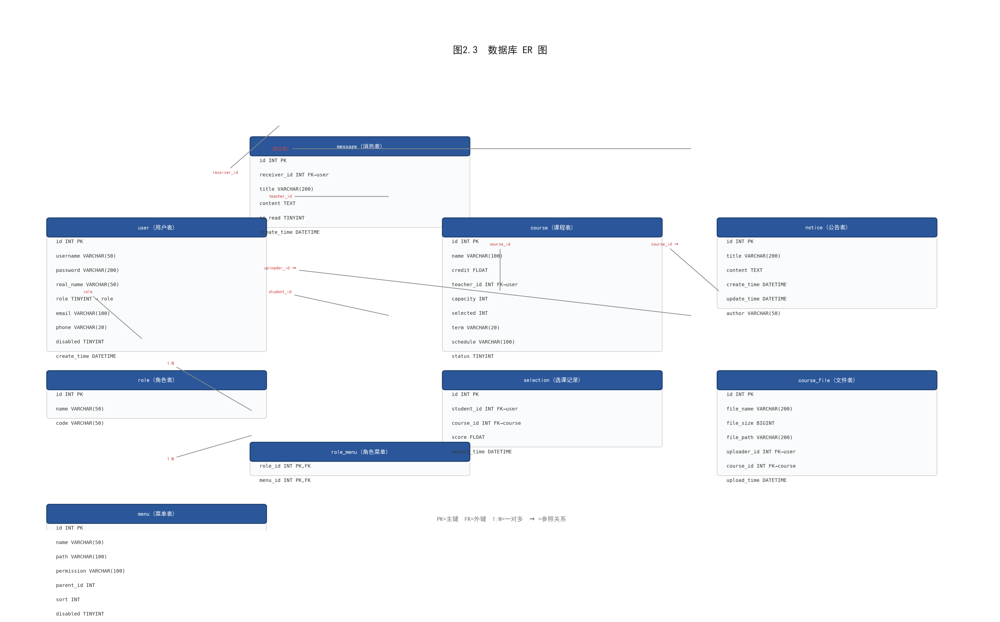 图2.3 数据库 ER 图
message（消息表）
（独立表）
id INT PK
receiver_id
receiver_id INT FK→user
title VARCHAR(200)
teacher_id
content TEXT
is_read TINYINT
create_time DATETIME
user（用户表）
id INT PK
username VARCHAR(50)
password VARCHAR(200)
real_name VARCHAR(50)
role
role TINYINT → role
email VARCHAR(100)
phone VARCHAR(20)
disabled TINYINT
create_time DATETIME
uploader_id →
student_id
course（课程表）
id INT PK
course_id
name VARCHAR(100)
credit FLOAT
teacher_id INT FK→user
capacity INT
selected INT
term VARCHAR(20)
schedule VARCHAR(100)
status TINYINT
course_id →
notice（公告表）
id INT PK
title VARCHAR(200)
content TEXT
create_time DATETIME
update_time DATETIME
author VARCHAR(50)
1:N
role（角色表）
id INT PK
name VARCHAR(50)
code VARCHAR(50)
1:N
selection（选课记录）
id INT PK
student_id INT FK→user
course_id INT FK→course
score FLOAT
select_time DATETIME
course_file（文件表）
id INT PK
file_name VARCHAR(200)
file_size BIGINT
file_path VARCHAR(200)
uploader_id INT FK→user
course_id INT FK→course
upload_time DATETIME
role_menu（角色菜单）
role_id INT PK,FK
menu_id INT PK,FK
menu（菜单表）
id INT PK
name VARCHAR(50)
path VARCHAR(100)
permission VARCHAR(100)
parent_id INT
sort INT
disabled TINYINT
PK=主键 FK=外键 1:N=一对多 → =参照关系